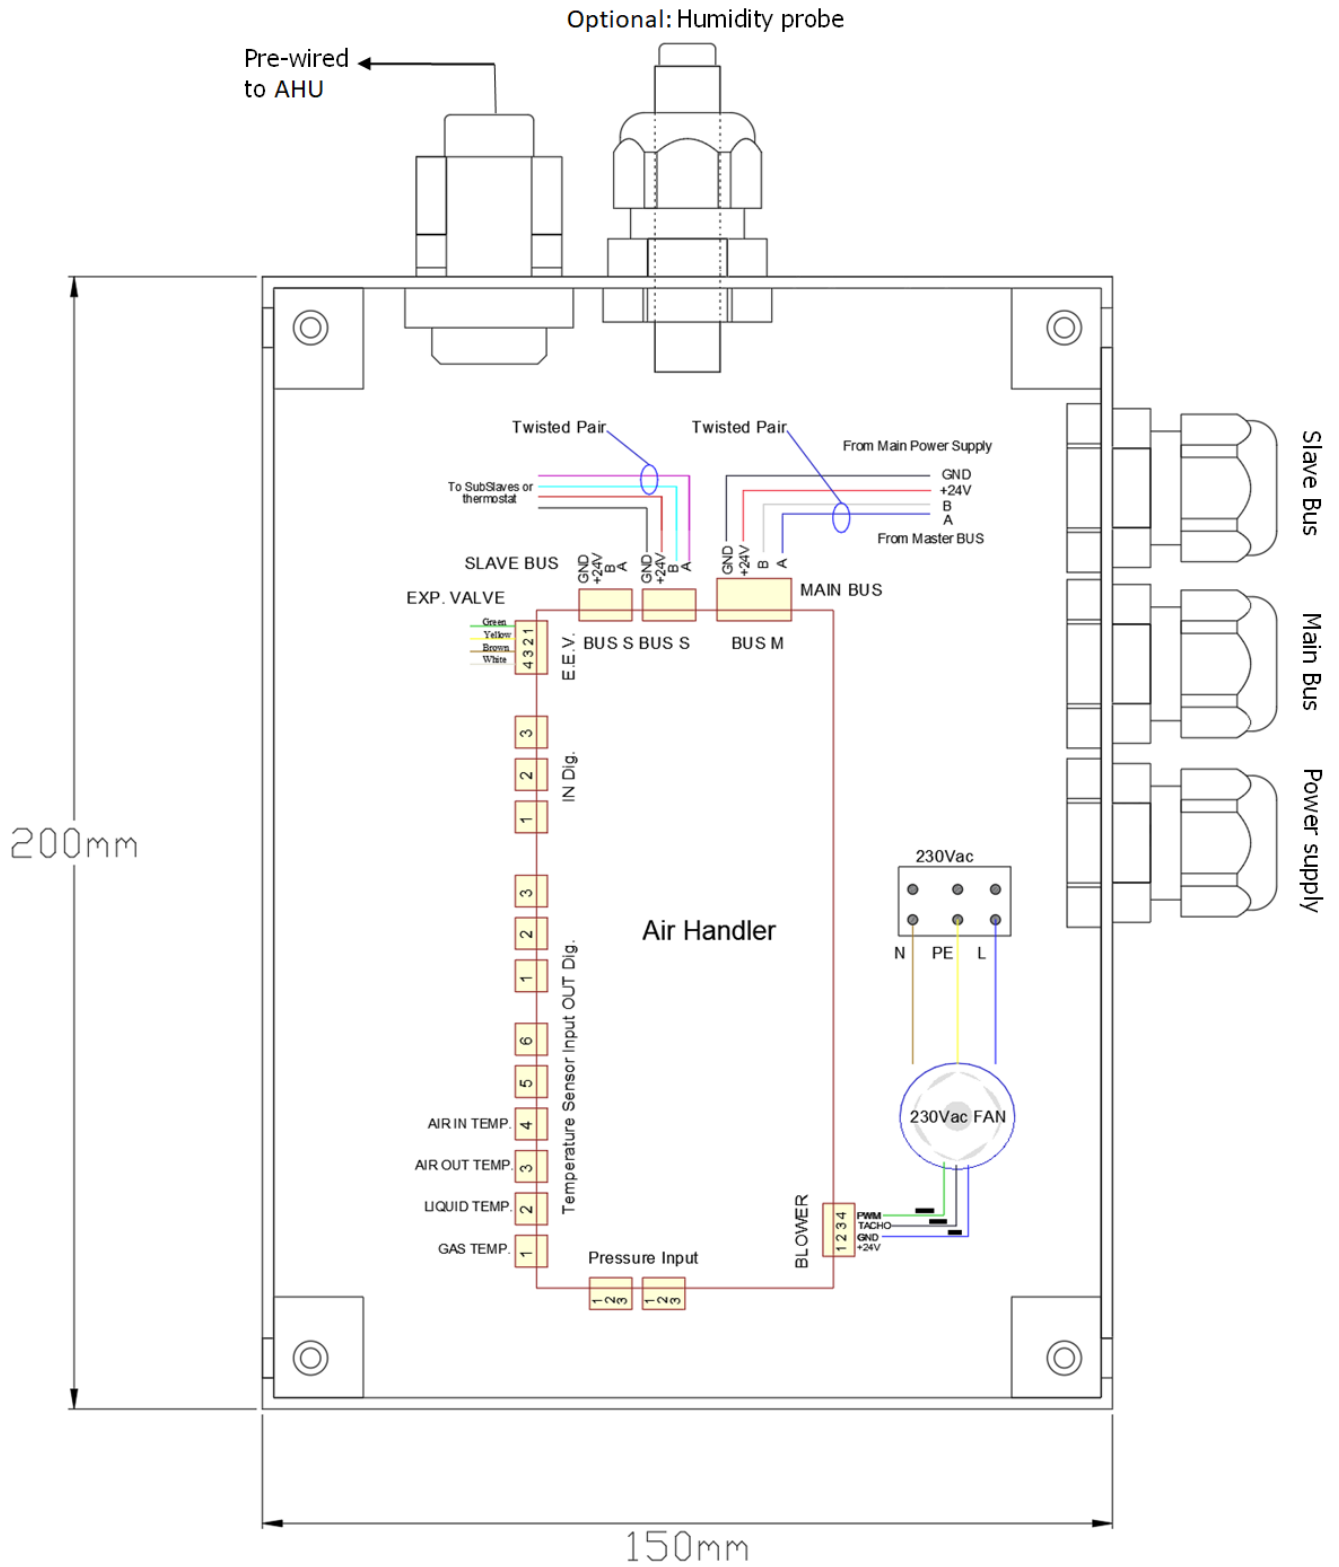 Optional: Humidity probe
Pre-wired
to AHU
Twisted Pair
Twisted Pair
From Main Power Supply
GND
+24V
B
A
From Master BUS
To SubSlaves or
thermostat
SLAVE BUS
GND
+24V
B
A
GND
+24V
B
A
GND
+24V
B
A
MAIN BUS
EXP. VALVE
Green
Yellow
Brown
White
4 3 2 1
E.E.V.
BUS S
BUS S
BUS M
3
2
1
IN Dig.
3
2
1
Temperature Sensor Input OUT Dig.
6
5
AIR IN TEMP.
4
AIR OUT TEMP.
3
LIQUID TEMP.
2
GAS TEMP.
1
Air Handler
230Vac
N
PE
L
230Vac FAN
BLOWER
1 2 3 4
PWM
TACHO
GND
+24V
Pressure Input
1 2 3
1 2 3
Slave Bus
Main Bus
Power supply
200mm
150mm